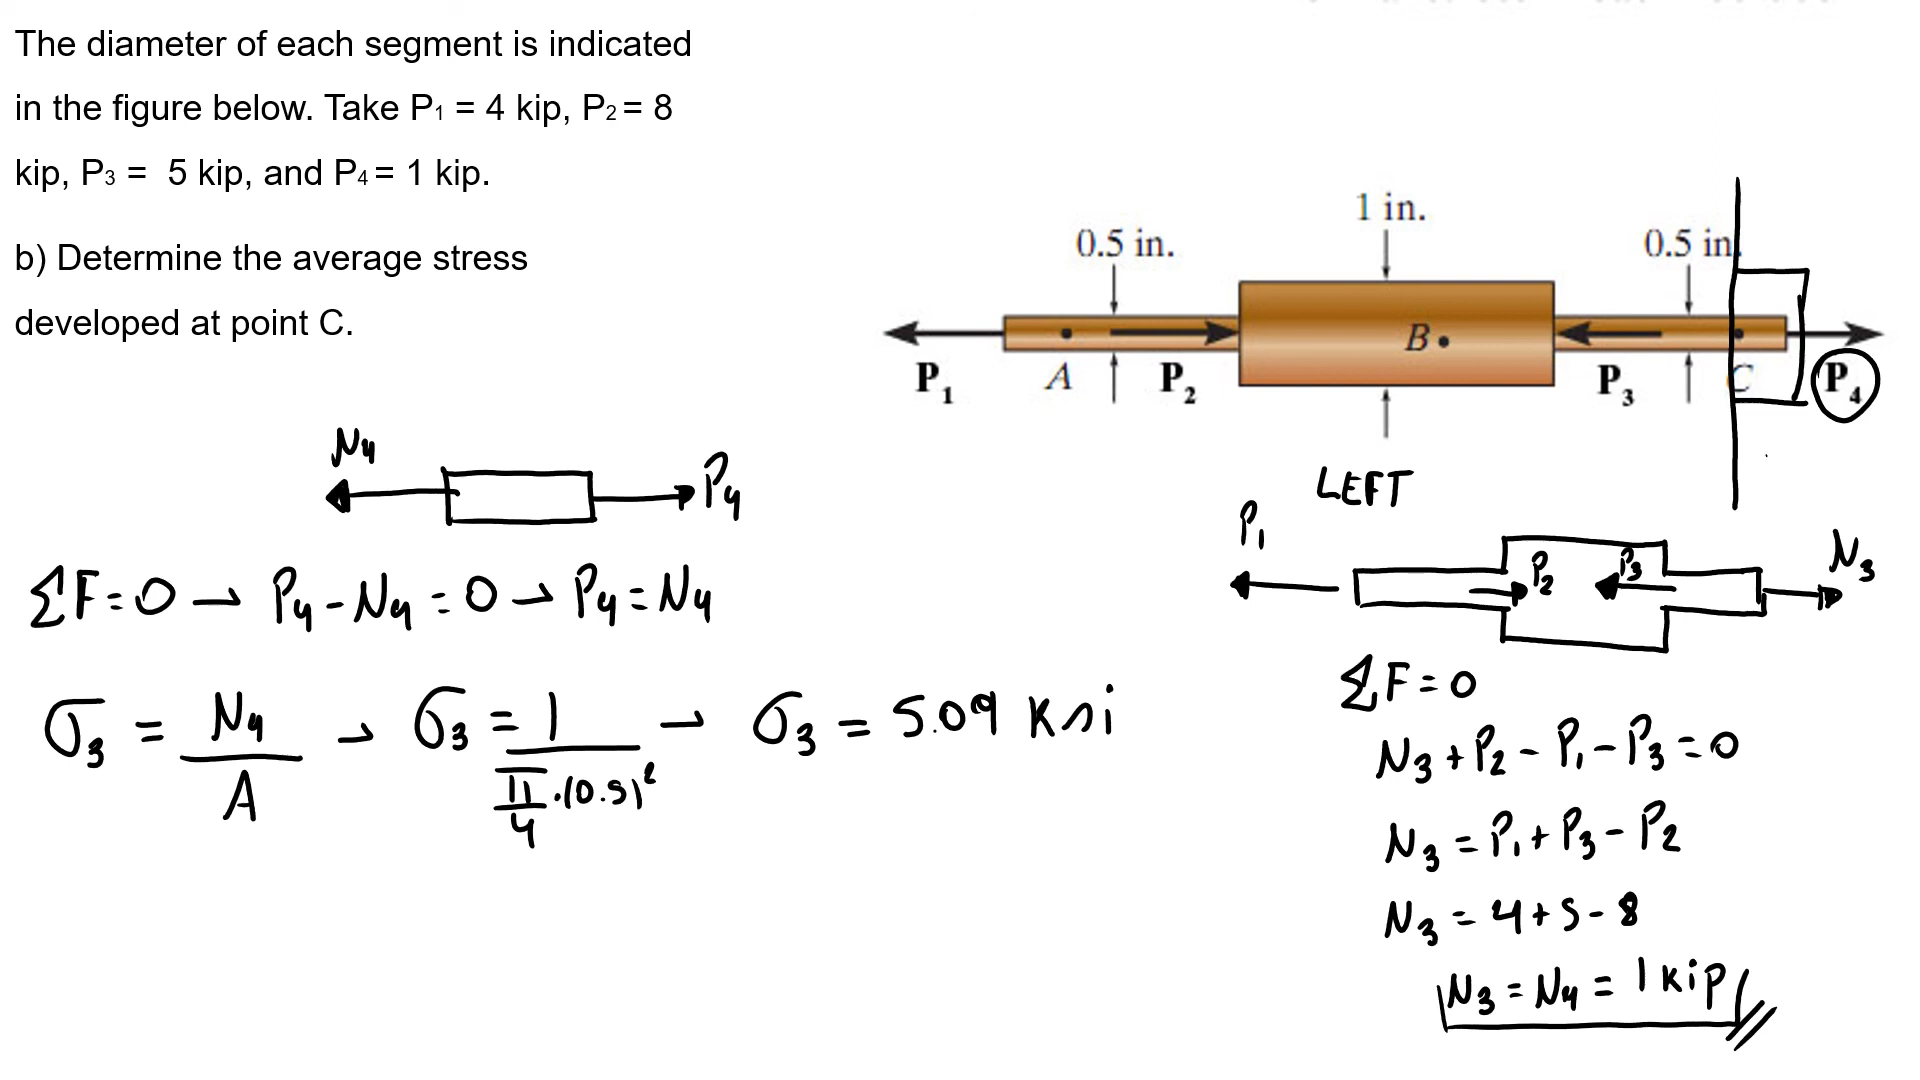 The diameter of each segment is indicated
in the figure below. Take P₁ = 4 kip, P₂ = 8
kip, P₃ = 5 kip, and P₄ = 1 kip.
b) Determine the average stress
developed at point C.
1 in.
0.5 in.
0.5 in.
B
P₁ A P₂ P₃ C P₄
N₄
P₄
ΣF=0 → P₄-N₄=0 → P₄=N₄
σ₃ = N₄/A → σ₃ = 1/(π/4·(0.5)²) → σ₃ = 5.09 Ksi
LEFT
P₁
P₂ P₃
N₃
ΣF=0
N₃+P₂-P₁-P₃=0
N₃=P₁+P₃-P₂
N₃=4+5-8
N₃=N₄=1 kip//